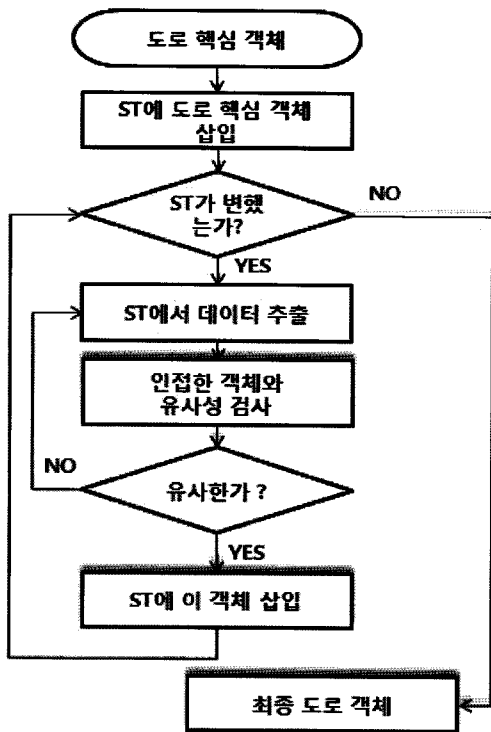 도로 핵심 객체
ST에 도로 핵심 객체
삽입
ST가 변했
는가?
NO
YES
ST에서 데이터 추출
인접한 객체와
유사성 검사
NO
유사한가 ?
YES
ST에 이 객체 삽입
최종 도로 객체